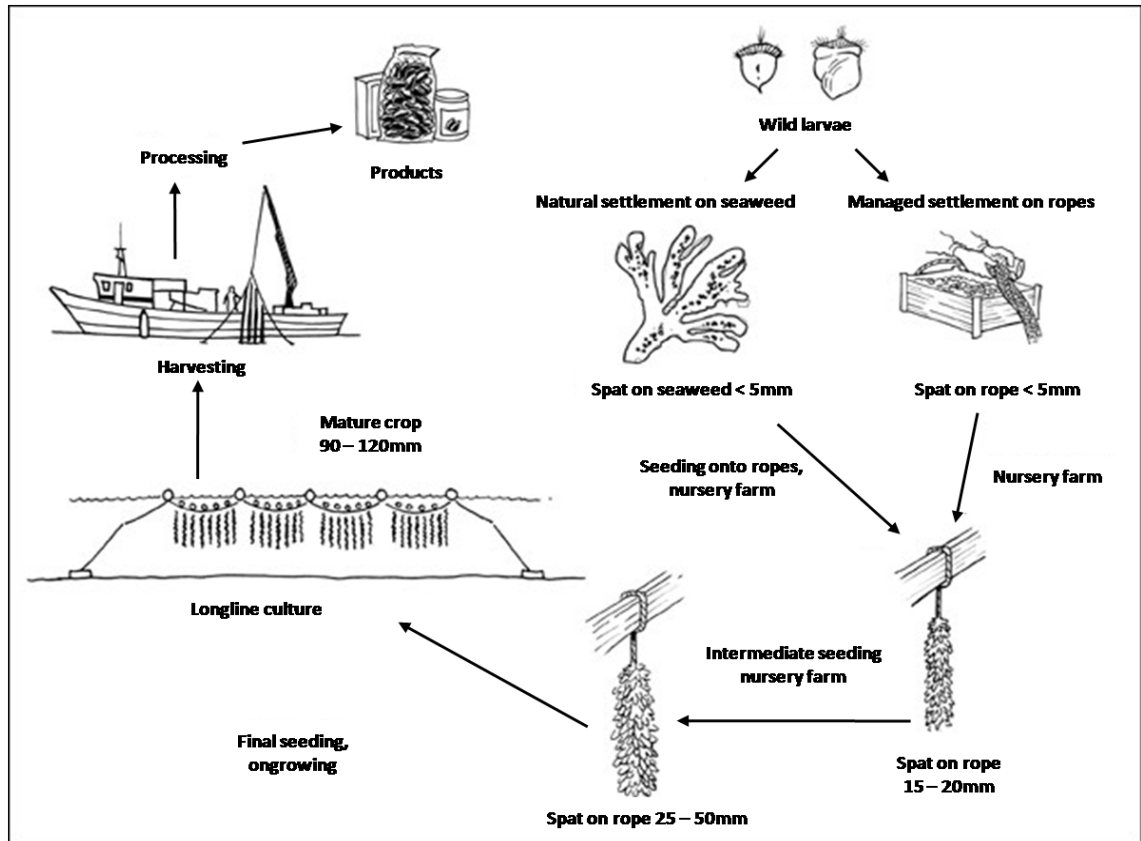 Wild larvae
Natural settlement on seaweed
Managed settlement on ropes
Spat on seaweed < 5mm
Spat on rope < 5mm
Seeding onto ropes,
nursery farm
Nursery farm
Spat on rope
15 – 20mm
Intermediate seeding
nursery farm
Spat on rope 25 – 50mm
Final seeding,
ongrowing
Longline culture
Mature crop
90 – 120mm
Harvesting
Processing
Products